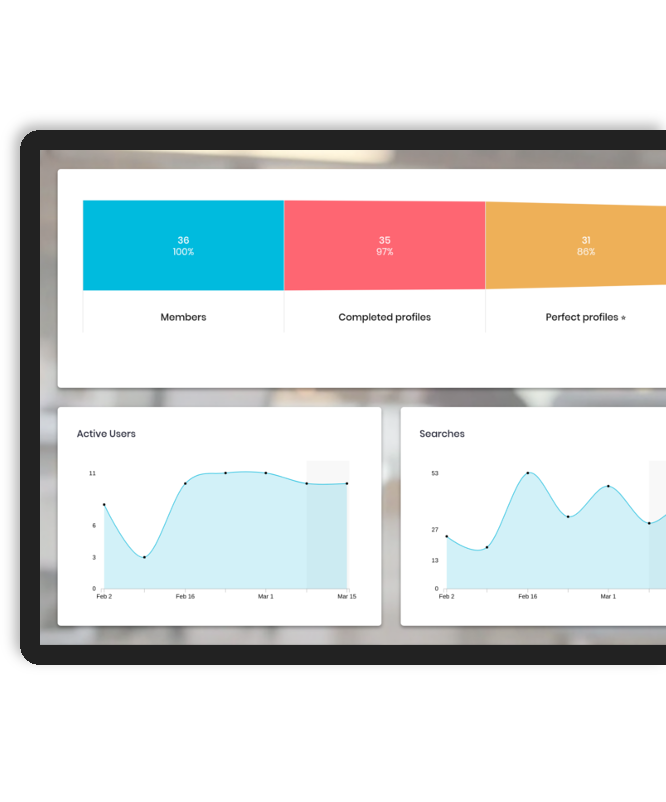 36
100%
35
97%
31
86%
Members
Completed profiles
Perfect profiles ★
Active Users
11
6
3
0
Feb 2
Feb 16
Mar 1
Mar 15
Searches
53
27
13
0
Feb 2
Feb 16
Mar 1